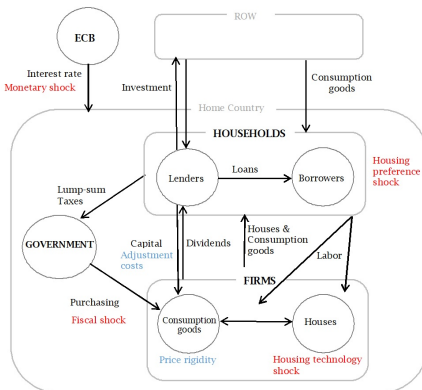 ROW
ECB
Interest rate
Monetary shock
Investment
Consumption
goods
Home Country
HOUSEHOLDS
Lenders
Loans
Borrowers
Housing
preference
shock
Lump-sum
Taxes
GOVERNMENT
Capital
Adjustment
costs
Dividends
Houses &
Consumption
goods
Labor
FIRMS
Purchasing
Fiscal shock
Consumption
goods
Houses
Price rigidity
Housing technology
shock